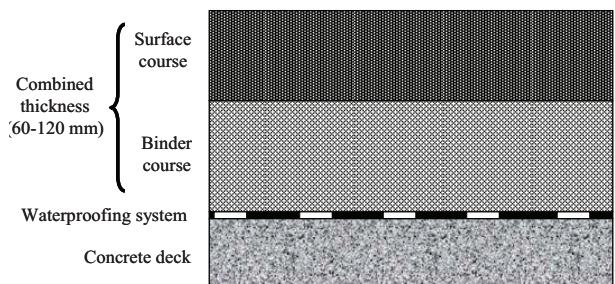 Surface
course
Combined
thickness
(60-120 mm)
Binder
course
Waterproofing system
Concrete deck